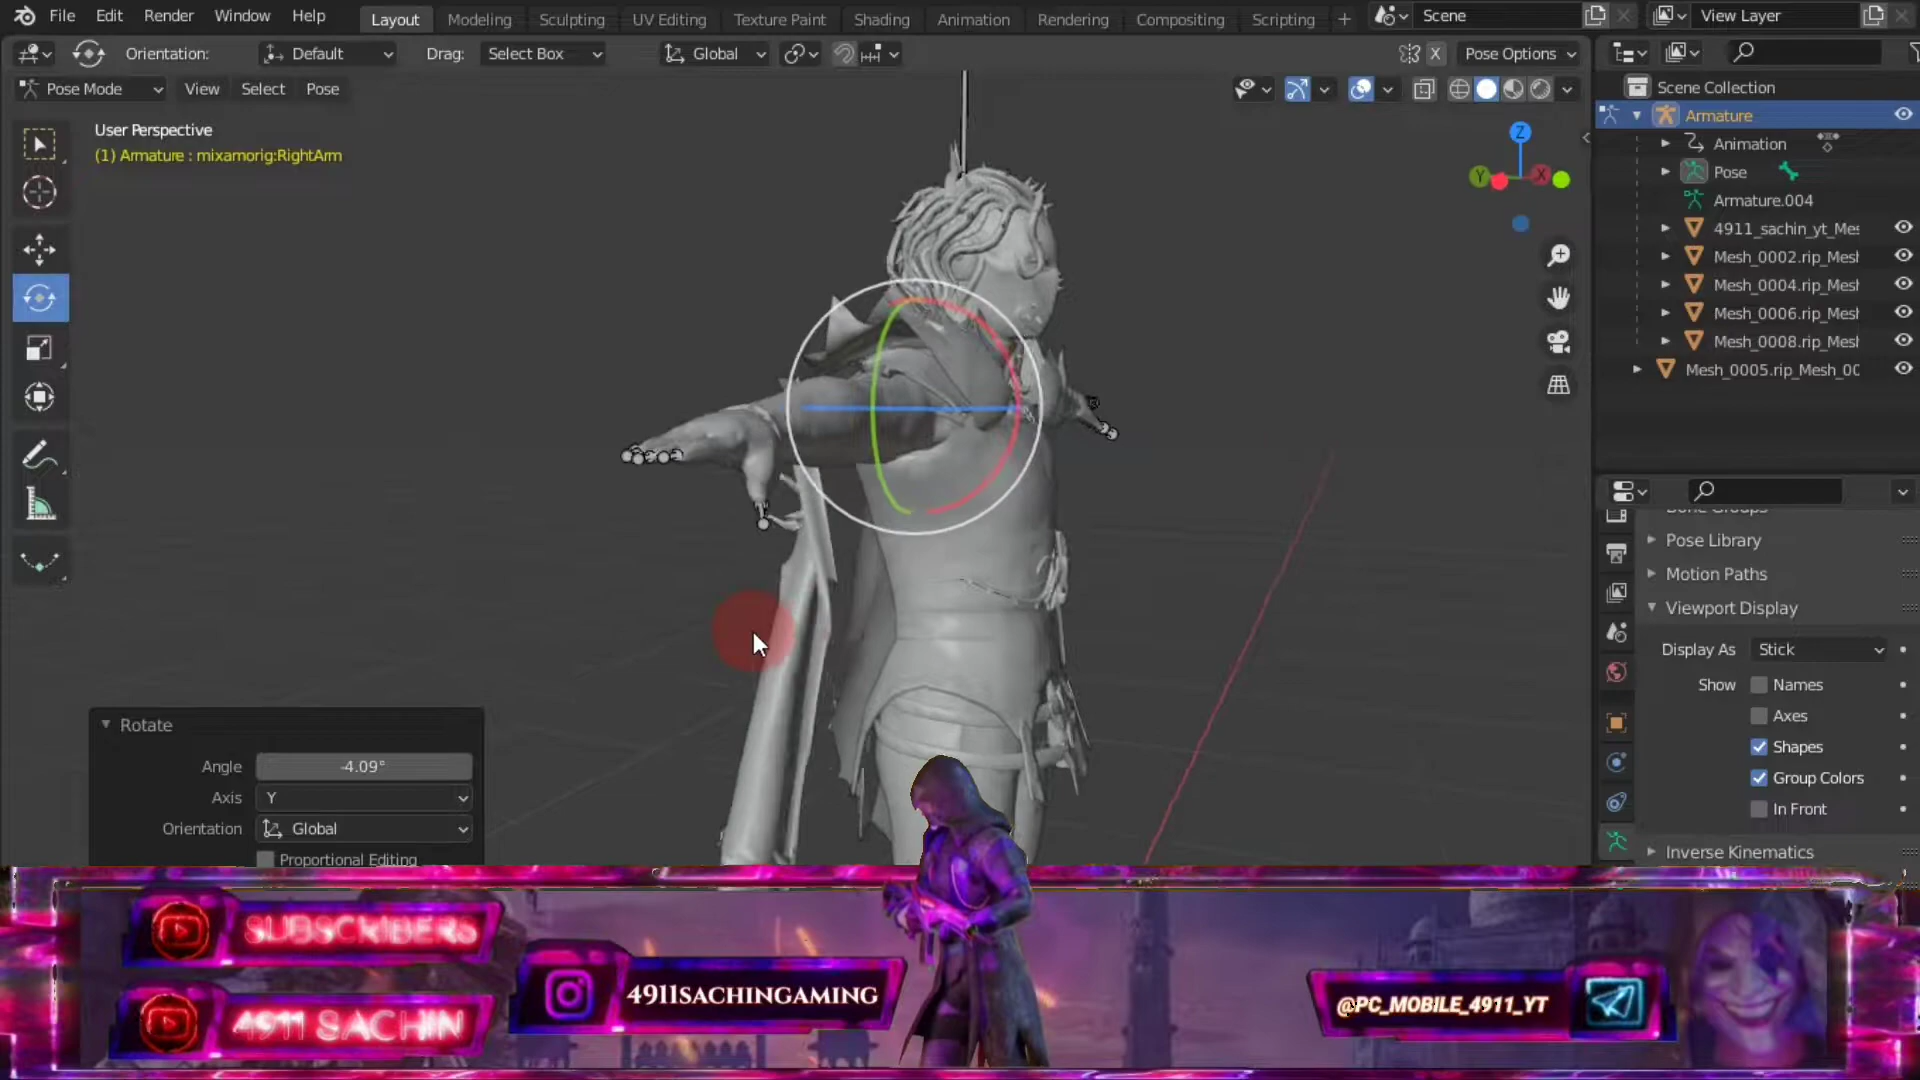 File Edit Render Window Help
Layout Modeling Sculpting UV Editing Texture Paint Shading Animation Rendering Compositing Scripting +
Scene
View Layer
Orientation: Default Drag: Select Box Global
X Pose Options
Pose Mode View Select Pose
User Perspective
(1) Armature : mixamorig:RightArm
Z
Y
X
Scene Collection
Armature
Animation
Pose
Armature.004
4911_sachin_yt_Mes
Mesh_0002.rip_Mesh
Mesh_0004.rip_Mesh
Mesh_0006.rip_Mesh
Mesh_0008.rip_Mesh
Mesh_0005.rip_Mesh_00
Bone Groups
Pose Library
Motion Paths
Viewport Display
Display As Stick
Show Names
Axes
Shapes
Group Colors
In Front
Inverse Kinematics
Rotate
Angle -4.09°
Axis Y
Orientation Global
Proportional Editing
SUBSCRIBERS
4911 SACHIN
4911SACHINGAMING
@PC_MOBILE_4911_YT